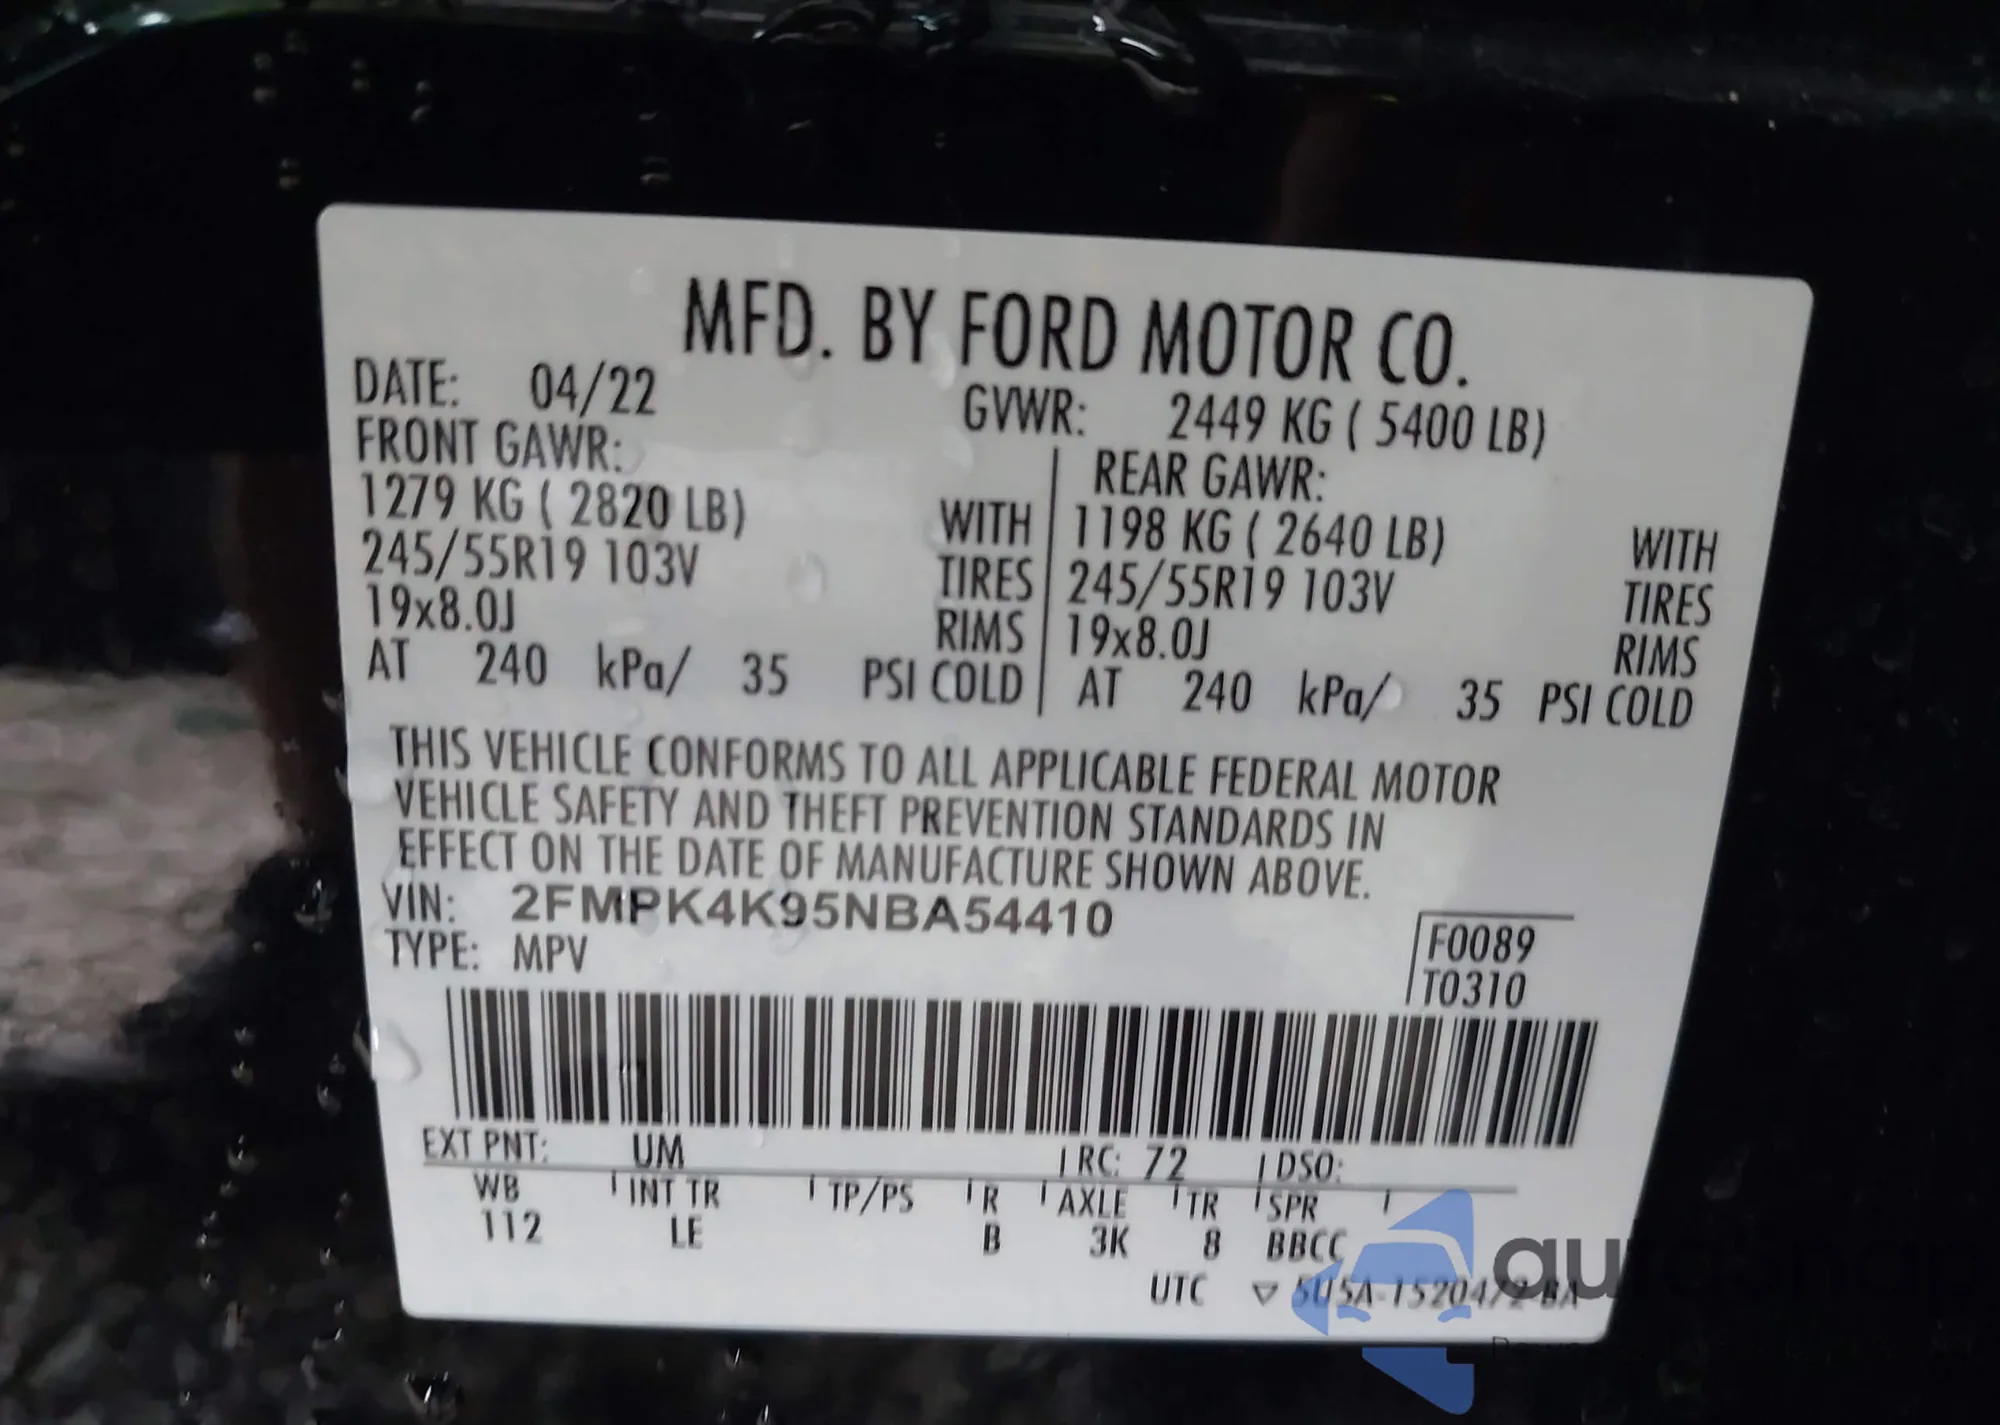 MFD. BY FORD MOTOR CO.
DATE: 04/22 GVWR: 2449 KG ( 5400 LB)
FRONT GAWR: REAR GAWR:
1279 KG ( 2820 LB) WITH 1198 KG ( 2640 LB) WITH
245/55R19 103V TIRES 245/55R19 103V TIRES
19x8.0J RIMS 19x8.0J RIMS
AT 240 kPa/ 35 PSI COLD AT 240 kPa/ 35 PSI COLD
THIS VEHICLE CONFORMS TO ALL APPLICABLE FEDERAL MOTOR
VEHICLE SAFETY AND THEFT PREVENTION STANDARDS IN
EFFECT ON THE DATE OF MANUFACTURE SHOWN ABOVE.
VIN: 2FMPK4K95NBA54410
TYPE: MPV
F0089
T0310
EXT PNT: UM RC: 72 DSO:
WB INT TR TP/PS R AXLE TR SPR
112 LE B 3K 8 BBCC
UTC